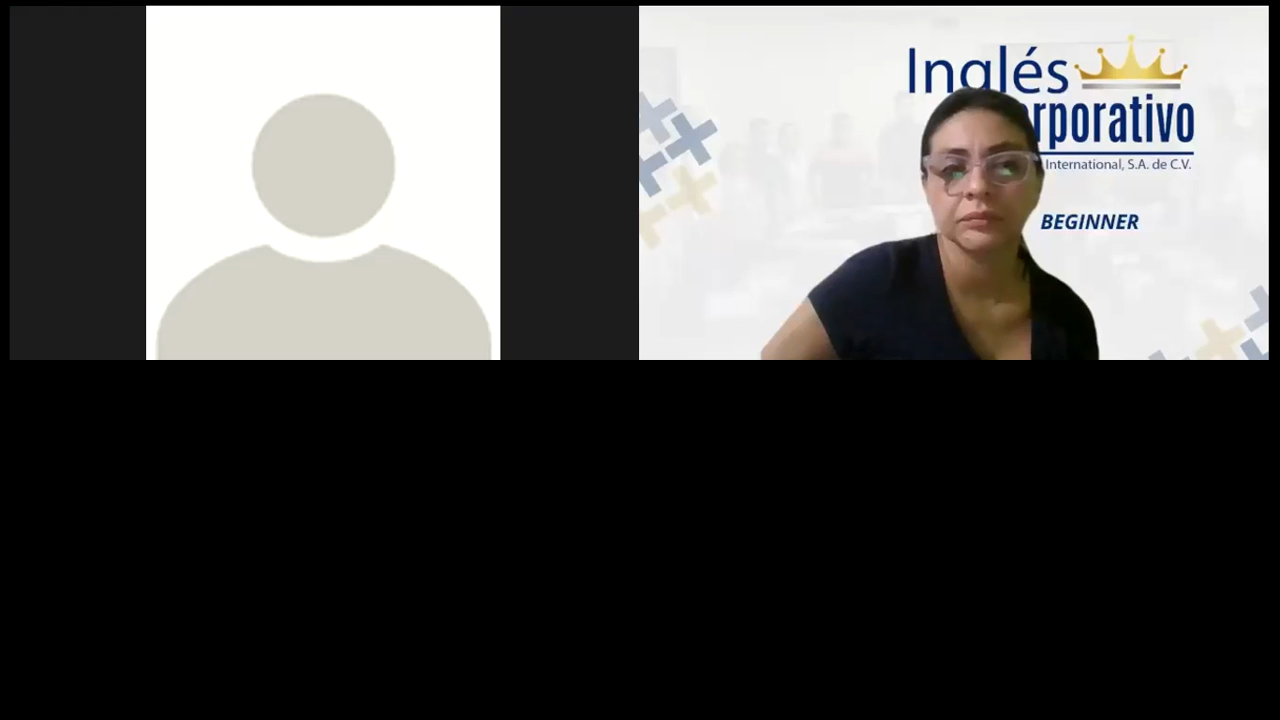 Inglés
rporativo
International, S.A. de C.V.
BEGINNER